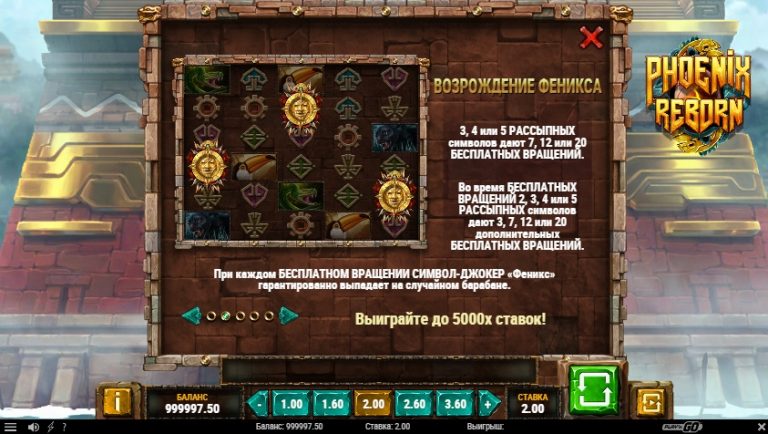 PHOENIX
REBORN
ВОЗРОЖДЕНИЕ ФЕНИКСА
3, 4 или 5 РАССЫПНЫХ
символов дают 7, 12 или 20
БЕСПЛАТНЫХ ВРАЩЕНИЙ.
Во время БЕСПЛАТНЫХ
ВРАЩЕНИЙ 2, 3, 4 или 5
РАССЫПНЫХ символов
дают 3, 7, 12 или 20
дополнительных
БЕСПЛАТНЫХ ВРАЩЕНИЙ.
При каждом БЕСПЛАТНОМ ВРАЩЕНИИ СИМВОЛ-ДЖОКЕР «Феникс»
гарантированно выпадает на случайном барабане.
Выиграйте до 5000x ставок!
i
БАЛАНС
999997.50
- 1.00 1.60 2.00 2.60 3.60 +
СТАВКА
2.00
? Баланс: 999997.50 Ставка: 2.00 Выигрыш: PLAY'N GO